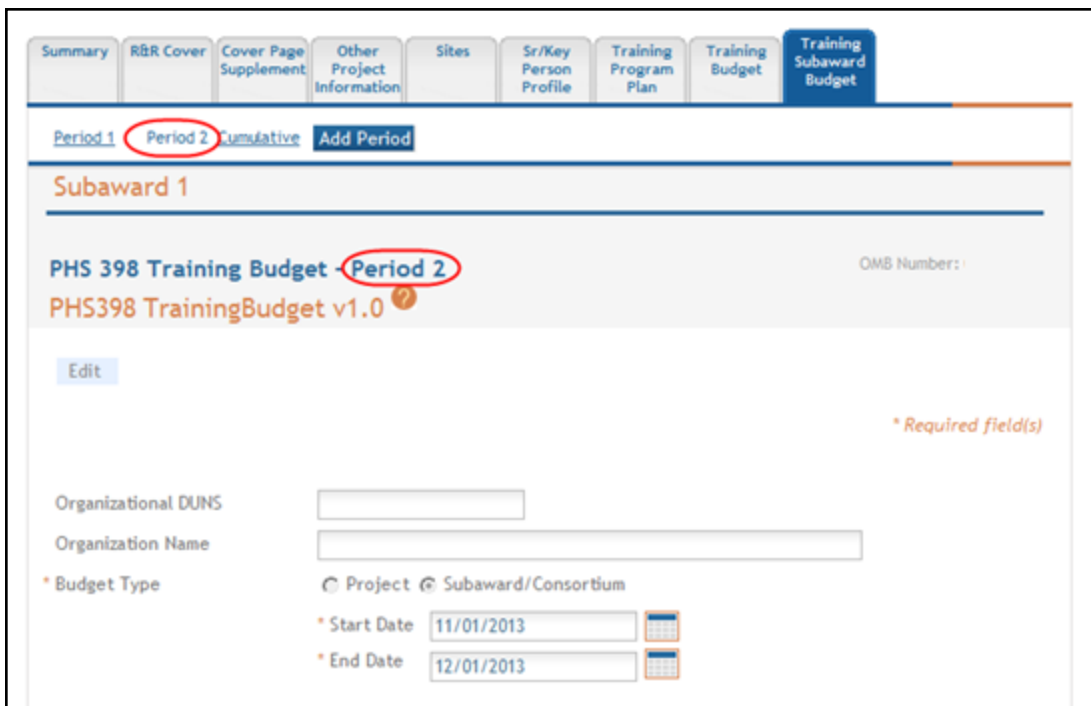 Summary
R&R Cover
Cover Page
Supplement
Other
Project
Information
Sites
Sr/Key
Person
Profile
Training
Program
Plan
Training
Budget
Training
Subaward
Budget
Period 1 Period 2 Cumulative Add Period
Subaward 1
PHS 398 Training Budget - Period 2
OMB Number:
PHS398 TrainingBudget v1.0 ?
Edit
* Required field(s)
Organizational DUNS
Organization Name
* Budget Type Project Subaward/Consortium
* Start Date 11/01/2013
* End Date 12/01/2013